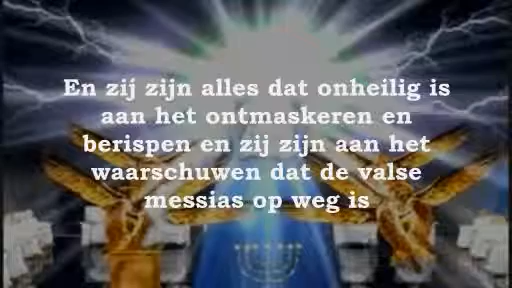 En zij zijn alles dat onheilig is
aan het ontmaskeren en
berispen en zij zijn aan het
waarschuwen dat de valse
messias op weg is